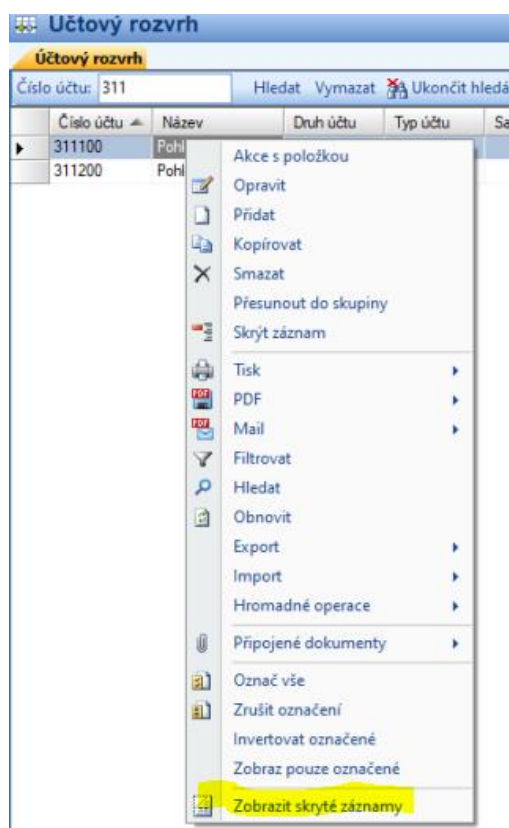 Účtový rozvrh
Účtový rozvrh
Číslo účtu: 311 Hledat Vymazat Ukončit hledá
Číslo účtu Název Druh účtu Typ účtu Sa
311100 Pohl
311200 Pohl
Akce s položkou
Opravit
Přidat
Kopírovat
Smazat
Přesunout do skupiny
Skrýt záznam
Tisk
PDF
Mail
Filtrovat
Hledat
Obnovit
Export
Import
Hromadné operace
Připojené dokumenty
Označ vše
Zrušit označení
Invertovat označené
Zobraz pouze označené
Zobrazit skryté záznamy